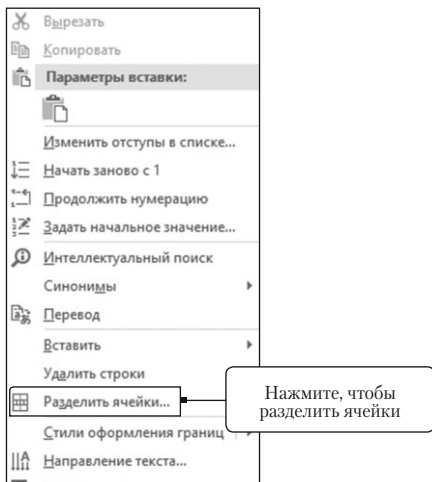 Вырезать
Копировать
Параметры вставки:
Изменить отступы в списке...
Начать заново с 1
Продолжить нумерацию
Задать начальное значение...
Интеллектуальный поиск
Синонимы
Перевод
Вставить
Удалить строки
Разделить ячейки...
Нажмите, чтобы
разделить ячейки
Стили оформления границ
Направление текста...